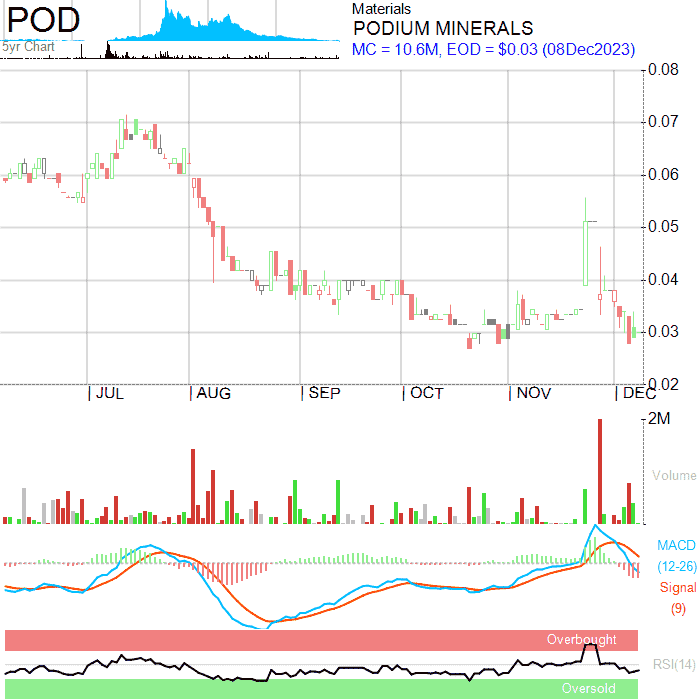 POD
5yr Chart
Materials
PODIUM MINERALS
MC = 10.6M, EOD = $0.03 (08Dec2023)
0.08
0.07
0.06
0.05
0.04
0.03
0.02
JUL AUG SEP OCT NOV DEC
2M
Volume
MACD
(12-26)
Signal
(9)
Overbought
RSI(14)
Oversold